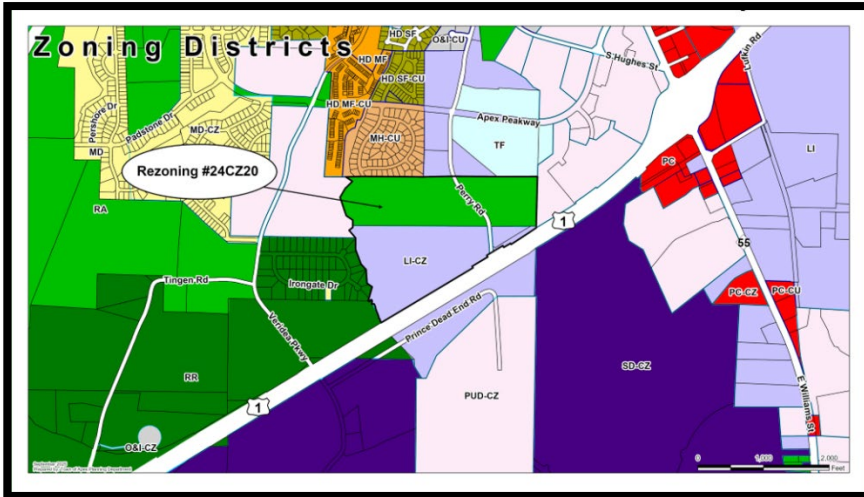 Zoning Districts
HD SF
O&I-CU
S Hughes St
Lufkin Rd
HD MF
HD SF-CU
HD MF-CU
Pershore Dr
Padstone Dr
MD-CZ
MD
MH-CU
Apex Peakway
TF
PC
LI
Rezoning #24CZ20
RA
Perry Rd
1
55
LI-CZ
Tingen Rd
Irongate Dr
Veridea Pkwy
Prince Dead End Rd
PC-CZ
PC-CU
RR
SD-CZ
PUD-CZ
E Williams St
1
O&I-CZ
0 1,000 2,000
Feet